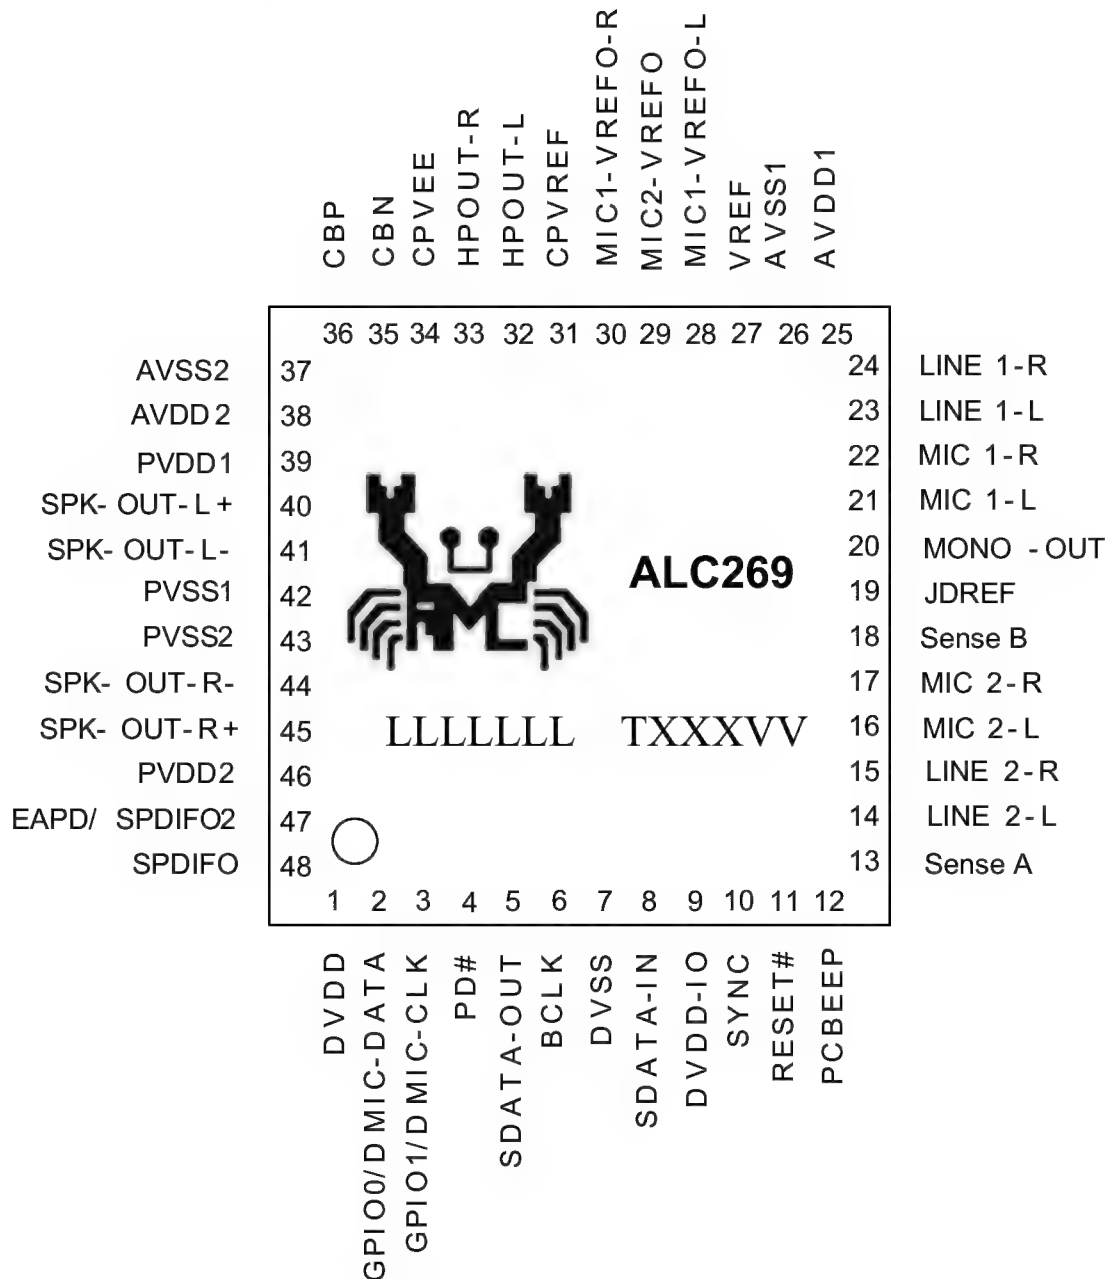 CBP
CBN
CPVEE
HPOUT-R
HPOUT-L
CPVREF
MIC1-VREFO-R
MIC2-VREFO
MIC1-VREFO-L
VREF
AVSS1
AVDD1
36 35 34 33 32 31 30 29 28 27 26 25
AVSS2 37
AVDD2 38
PVDD1 39
SPK-OUT-L+ 40
SPK-OUT-L- 41
PVSS1 42
PVSS2 43
SPK-OUT-R- 44
SPK-OUT-R+ 45
PVDD2 46
EAPD/ SPDIFO2 47
SPDIFO 48
ALC269
LLLLLLL TXXXVV
24 LINE 1-R
23 LINE 1-L
22 MIC 1-R
21 MIC 1-L
20 MONO -OUT
19 JDREF
18 Sense B
17 MIC 2-R
16 MIC 2-L
15 LINE 2-R
14 LINE 2-L
13 Sense A
1 2 3 4 5 6 7 8 9 10 11 12
DVDD
GPIO0/DMIC-DATA
GPIO1/DMIC-CLK
PD#
SDATA-OUT
BCLK
DVSS
SDATA-IN
DVDD-IO
SYNC
RESET#
PCBEEP